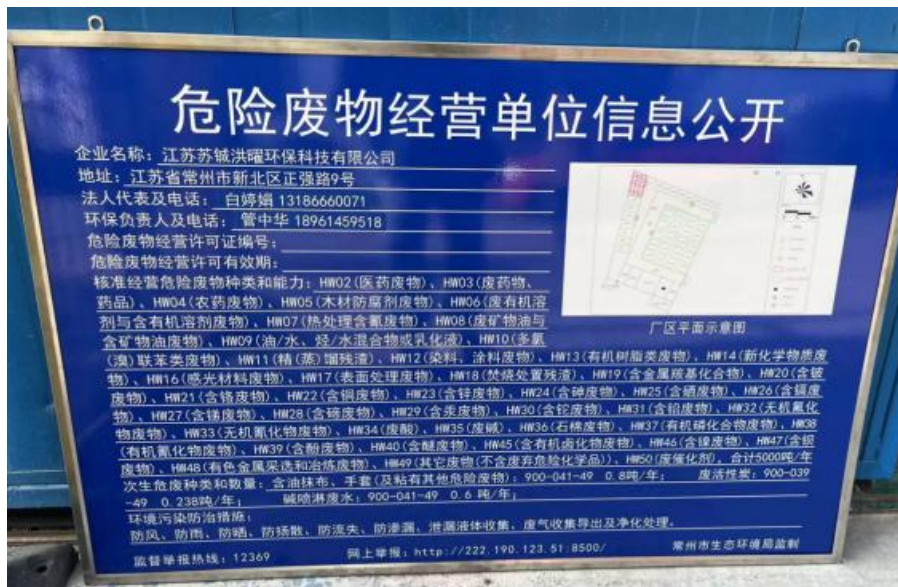 危险废物经营单位信息公开
企业名称：江苏苏铖洪曜环保科技有限公司
地址：江苏省常州市新北区正强路9号
法人代表及电话：白婷娟 13186660071
环保负责人及电话：管中华 18961459518
危险废物经营许可证编号：
危险废物经营许可有效期：
核准经营危险废物种类和能力：HW02(医药废物)、HW03(废药物、
药品)、HW04(农药废物)、HW05(木材防腐剂废物)、HW06(废有机溶
剂与含有机溶剂废物)、HW07(热处理含氰废物)、HW08(废矿物油与
含矿物油废物)、HW09(油/水、烃/水混合物或乳化液)、HW10(多氯
(溴)联苯类废物)、HW11(精(蒸)馏残渣)、HW12(染料、涂料废物)、HW13(有机树脂类废物)、HW14(新化学物质废
物)、HW16(感光材料废物)、HW17(表面处理废物)、HW18(焚烧处置残渣)、HW19(含金属羰基化合物)、HW20(含铍
废物)、HW21(含铬废物)、HW22(含铜废物)、HW23(含锌废物)、HW24(含砷废物)、HW25(含硒废物)、HW26(含镉废
物)、HW27(含锑废物)、HW28(含碲废物)、HW29(含汞废物)、HW30(含铊废物)、HW31(含铅废物)、HW32(无机氟化
物废物)、HW33(无机氰化物废物)、HW34(废酸)、HW35(废碱)、HW36(石棉废物)、HW37(有机磷化合物废物)、HW38
(有机氰化物废物)、HW39(含酚废物)、HW40(含醚废物)、HW45(含有机卤化物废物)、HW46(含镍废物)、HW47(含钡
废物)、HW48(有色金属采选和冶炼废物)、HW49(其它废物(不含废弃危险化学品))、HW50(废催化剂)，合计5000吨/年
次生危废种类和数量：含油抹布、手套(及粘有其他危险废物)：900-041-49 0.8吨/年； 废活性炭：900-039
-49 0.238吨/年； 碱喷淋废水：900-041-49 0.6 吨/年；
环境污染防治措施：
防风、防雨、防晒、防扬散、防流失、防渗漏、泄漏液体收集、废气收集导出及净化处理。
监督举报热线：12369 网上举报：http://222.190.123.51:8500/ 常州市生态环境局监制
厂区平面示意图